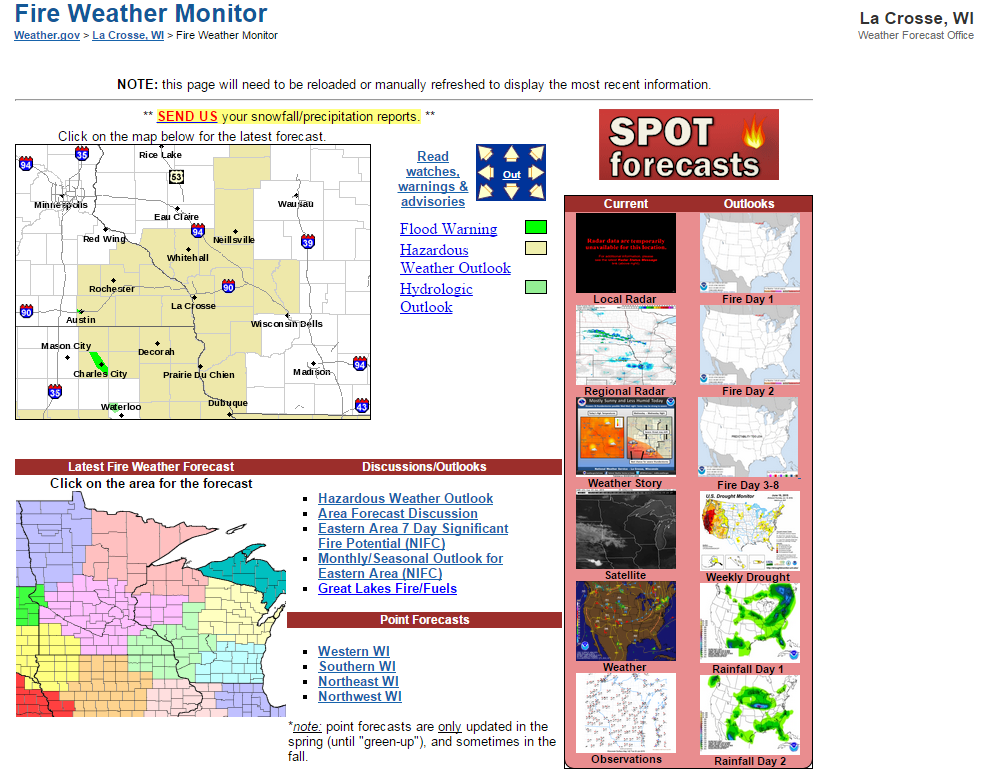 Fire Weather Monitor
Weather.gov > La Crosse, WI > Fire Weather Monitor
La Crosse, WI
Weather Forecast Office
NOTE: this page will need to be reloaded or manually refreshed to display the most recent information.
** SEND US your snowfall/precipitation reports. **
Click on the map below for the latest forecast.
94
35
Rice Lake
53
Minneapolis
Eau Claire
Wausau
94
Red Wing
Neillsville
39
Whitehall
Rochester
90
La Crosse
90
Austin
Wisconsin Dells
Mason City
Decorah
Charles City
Prairie Du Chien
Madison
94
35
Waterloo
Dubuque
43
Read
watches,
warnings &
advisories
Out
Flood Warning
Hazardous
Weather Outlook
Hydrologic
Outlook
SPOT
forecasts
Current Outlooks
Local Radar
Fire Day 1
Regional Radar
Fire Day 2
Mostly Sunny and Less Humid Today
Weather Story
Fire Day 3-8
Satellite
U.S. Drought Monitor
Weekly Drought
Weather
Rainfall Day 1
Observations
Rainfall Day 2
Latest Fire Weather Forecast
Click on the area for the forecast
Discussions/Outlooks
Hazardous Weather Outlook
Area Forecast Discussion
Eastern Area 7 Day Significant
Fire Potential (NIFC)
Monthly/Seasonal Outlook for
Eastern Area (NIFC)
Great Lakes Fire/Fuels
Point Forecasts
Western WI
Southern WI
Northeast WI
Northwest WI
*note: point forecasts are only updated in the
spring (until "green-up"), and sometimes in the
fall.